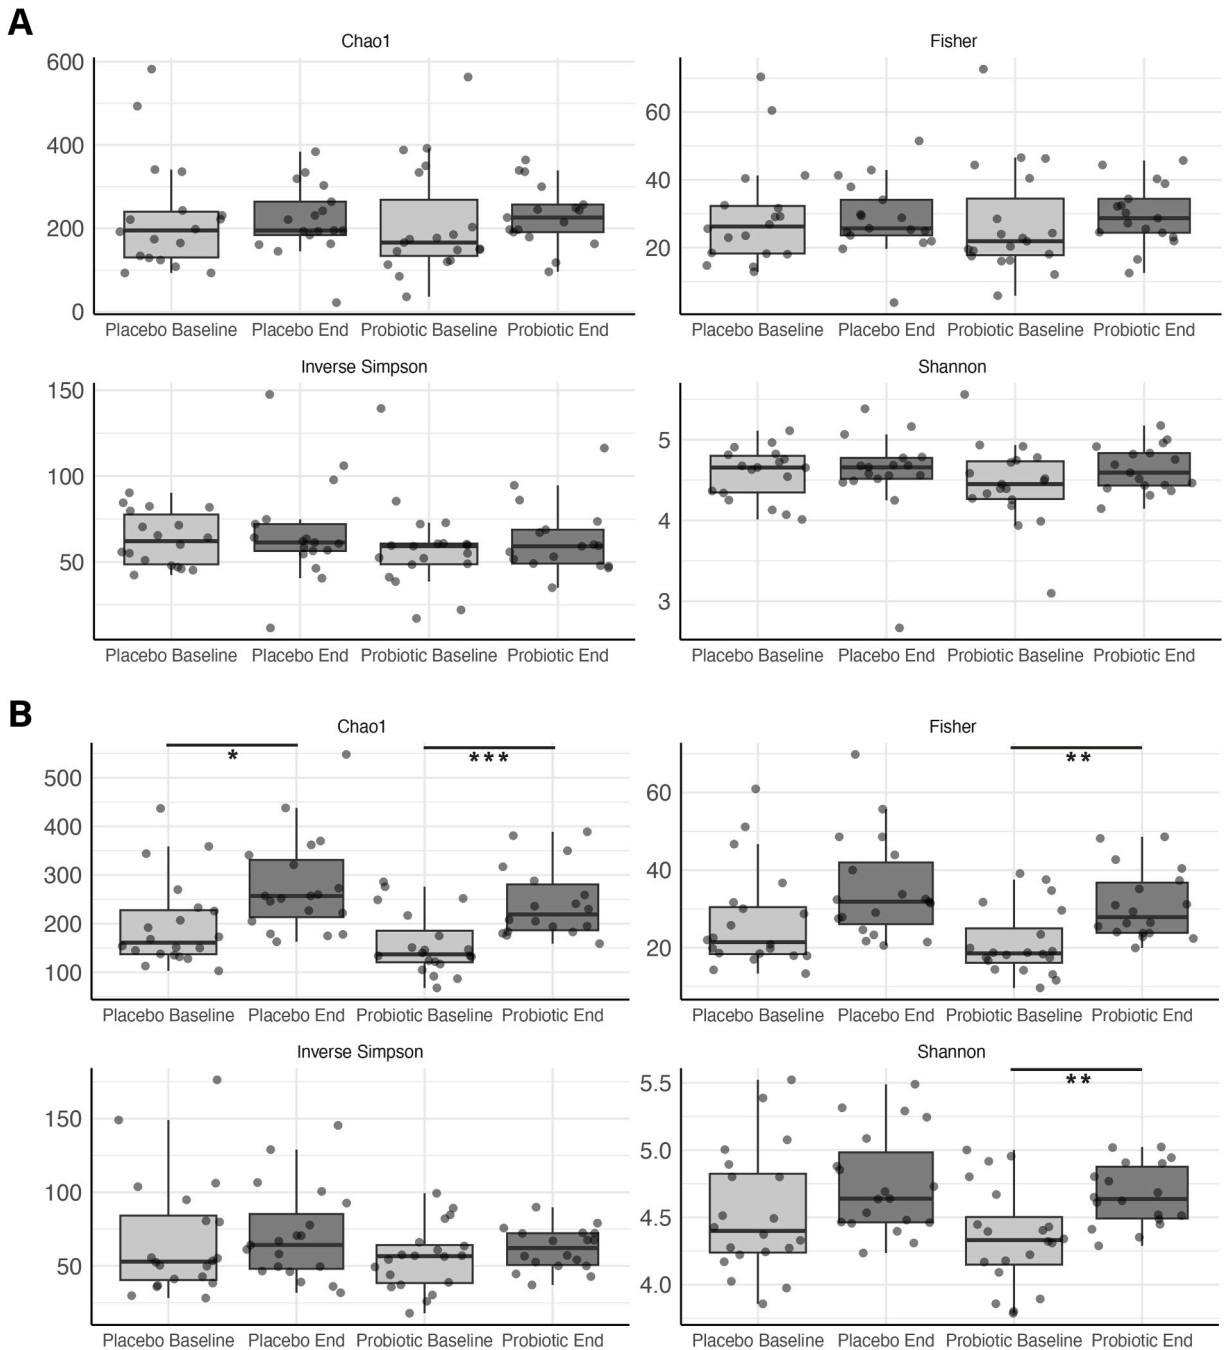 A
Chao1
Fisher
600
400
200
0
60
40
20
Placebo Baseline Placebo End Probiotic Baseline Probiotic End
Placebo Baseline Placebo End Probiotic Baseline Probiotic End
Inverse Simpson
Shannon
150
100
50
5
4
3
Placebo Baseline Placebo End Probiotic Baseline Probiotic End
Placebo Baseline Placebo End Probiotic Baseline Probiotic End
B
Chao1
Fisher
*
***
**
500
400
300
200
100
60
40
20
Placebo Baseline Placebo End Probiotic Baseline Probiotic End
Placebo Baseline Placebo End Probiotic Baseline Probiotic End
Inverse Simpson
Shannon
**
150
100
50
5.5
5.0
4.5
4.0
Placebo Baseline Placebo End Probiotic Baseline Probiotic End
Placebo Baseline Placebo End Probiotic Baseline Probiotic End